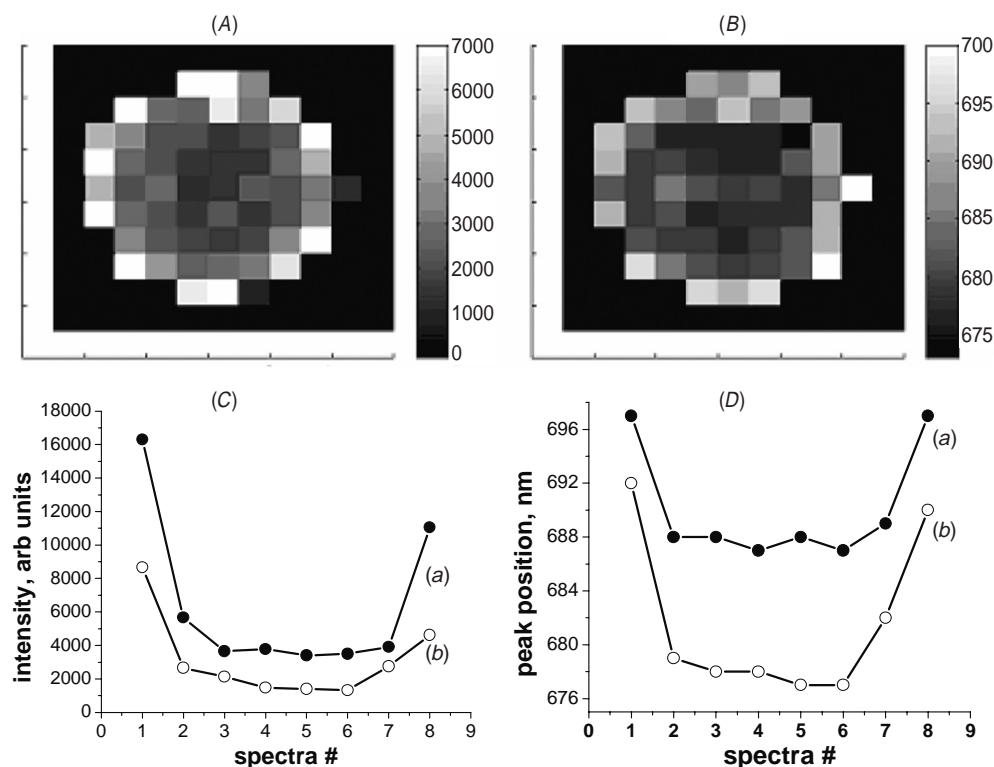 (A)
(B)
7000
6000
5000
4000
3000
2000
1000
0
700
695
690
685
680
675
(C)
(D)
18000
16000
14000
12000
10000
8000
6000
4000
2000
0
0 1 2 3 4 5 6 7 8 9
intensity, arb units
spectra #
(a)
(b)
696
692
688
684
680
676
0 1 2 3 4 5 6 7 8 9
peak position, nm
spectra #
(a)
(b)